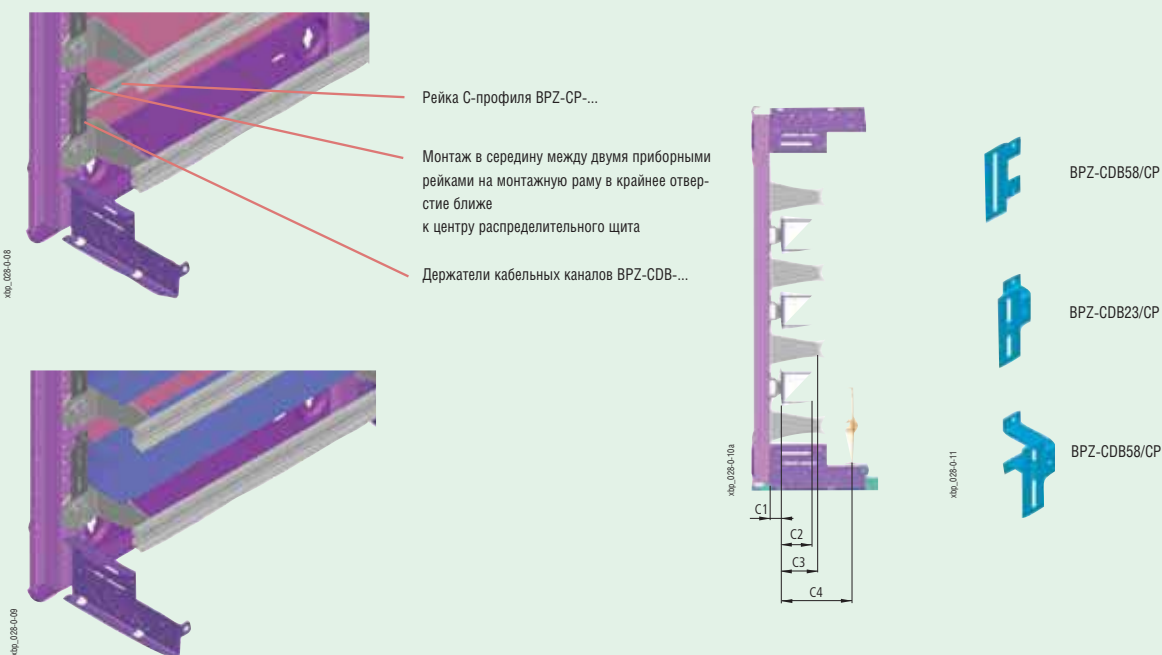 Рейка С-профиля BPZ-CP-...
Монтаж в середину между двумя приборными
рейками на монтажную раму в крайнее отвер-
стие ближе
к центру распределительного щита
Держатели кабельных каналов BPZ-CDB-...
xbp_028-0-08
xbp_028-0-09
xbp_028-0-10a
C1
C2
C3
C4
xbp_028-0-11
BPZ-CDB58/CP
BPZ-CDB23/CP
BPZ-CDB58/CP